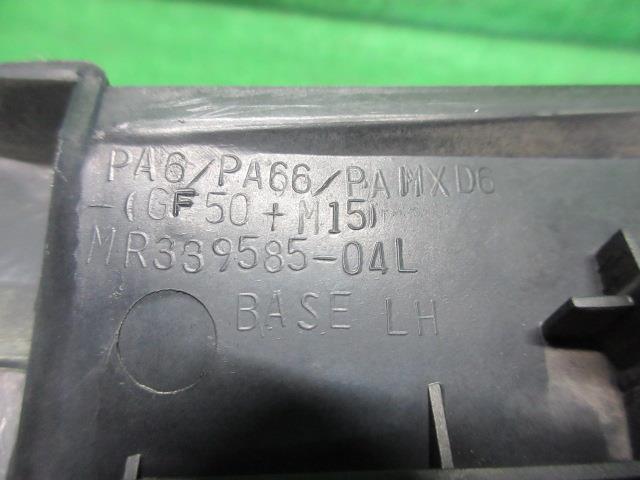 PA6/PA66/PAMXD6
-(GF50+M15)
MR339585-04L
BASE LH